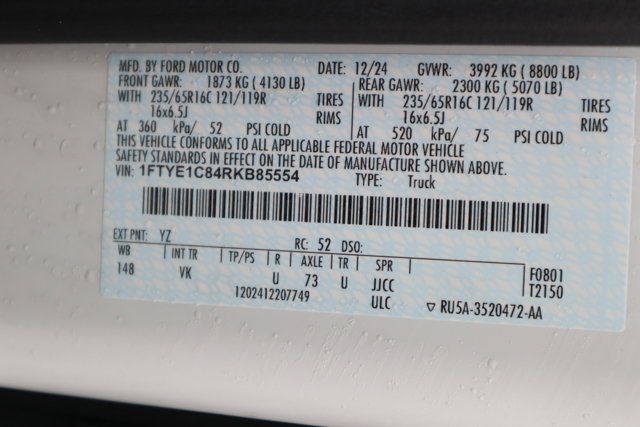 MFD. BY FORD MOTOR CO. DATE: 12/24 GVWR: 3992 KG ( 8800 LB)
FRONT GAWR: 1873 KG ( 4130 LB) REAR GAWR: 2300 KG ( 5070 LB)
WITH 235/65R16C 121/119R TIRES WITH 235/65R16C 121/119R TIRES
16x6.5J RIMS 16x6.5J RIMS
AT 360 kPa/ 52 PSI COLD AT 520 kPa/ 75 PSI COLD
THIS VEHICLE CONFORMS TO ALL APPLICABLE FEDERAL MOTOR VEHICLE
SAFETY STANDARDS IN EFFECT ON THE DATE OF MANUFACTURE SHOWN ABOVE.
VIN: 1FTYE1C84RKB85554 TYPE: Truck
EXT PNT: YZ RC: 52 DSO:
WB INT TR TP/PS R AXLE TR SPR F0801
148 VK U 73 U JJCC T2150
1202412207749 ULC ▽ RU5A-3520472-AA